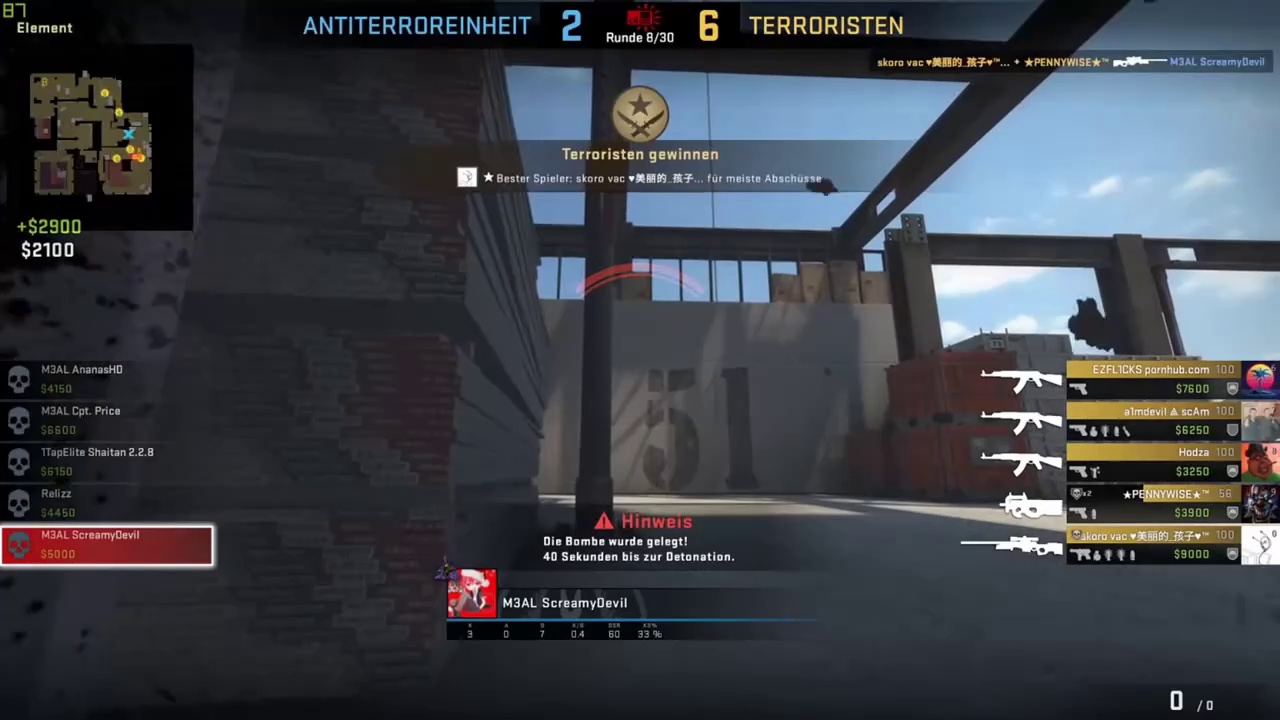 87
Element
ANTITERROREINHEIT 2 6 TERRORISTEN
Runde 8/30
skoro vac ♥美丽的_孩子♥™... + ★PENNYWISE★™ M3AL ScreamyDevil
B
Terroristen gewinnen
★ Bester Spieler: skoro vac ♥美丽的_孩子... für meiste Abschüsse
+$2900
$2100
51
M3AL AnanasHD
$4150
M3AL Cpt. Price
$6600
1TapElite Shaitan 2.2.8
$6150
Relizz
$4450
M3AL ScreamyDevil
$5000
EZFL1CKS pornhub.com 100
$7600
a1mdevil ⟁ scAm 100
$6250
Hodza 100
$3250
x2 ★PENNYWISE★™ 56
$3900
skoro vac ♥美丽的_孩子♥™ 100
$9000
Hinweis
Die Bombe wurde gelegt!
40 Sekunden bis zur Detonation.
M3AL ScreamyDevil
K A D K/D DSR KS%
3 0 7 0.4 60 33 %
0 / 0